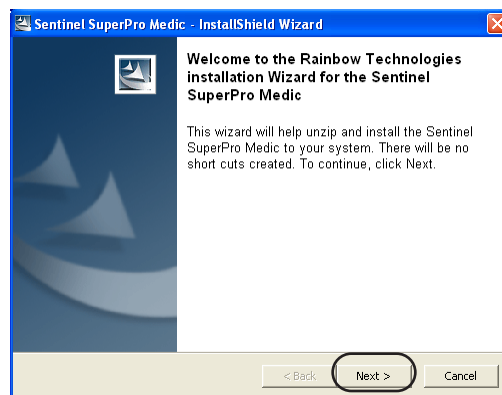 Sentinel SuperPro Medic - InstallShield Wizard
Welcome to the Rainbow Technologies
installation Wizard for the Sentinel
SuperPro Medic
This wizard will help unzip and install the Sentinel
SuperPro Medic to your system. There will be no
short cuts created. To continue, click Next.
< Back
Next >
Cancel